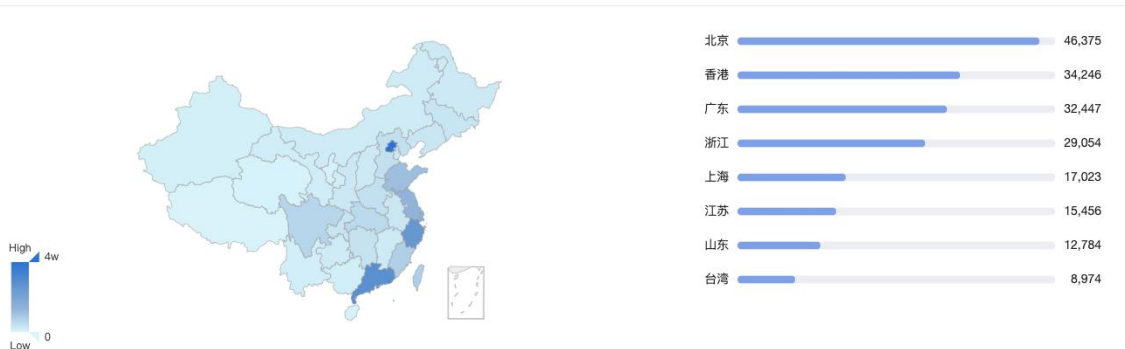 High
4w
0
Low
北京 46,375
香港 34,246
广东 32,447
浙江 29,054
上海 17,023
江苏 15,456
山东 12,784
台湾 8,974